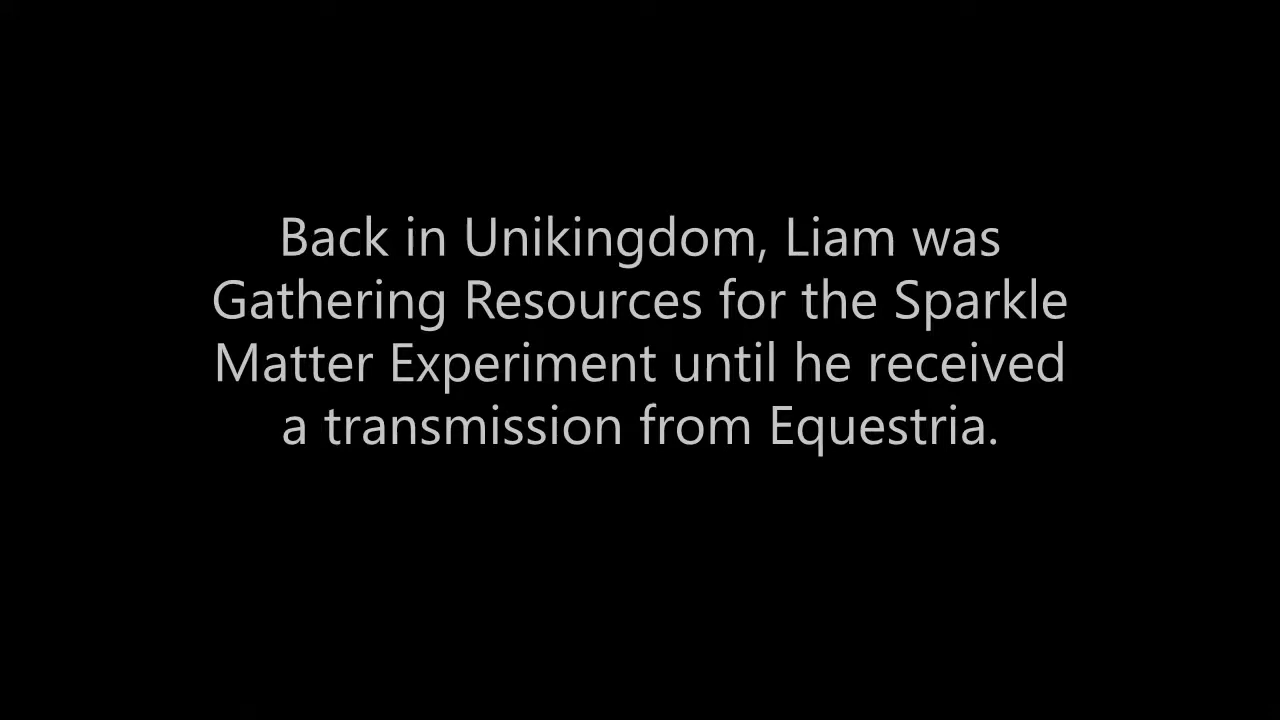 Back in Unikingdom, Liam was
Gathering Resources for the Sparkle
Matter Experiment until he received
a transmission from Equestria.